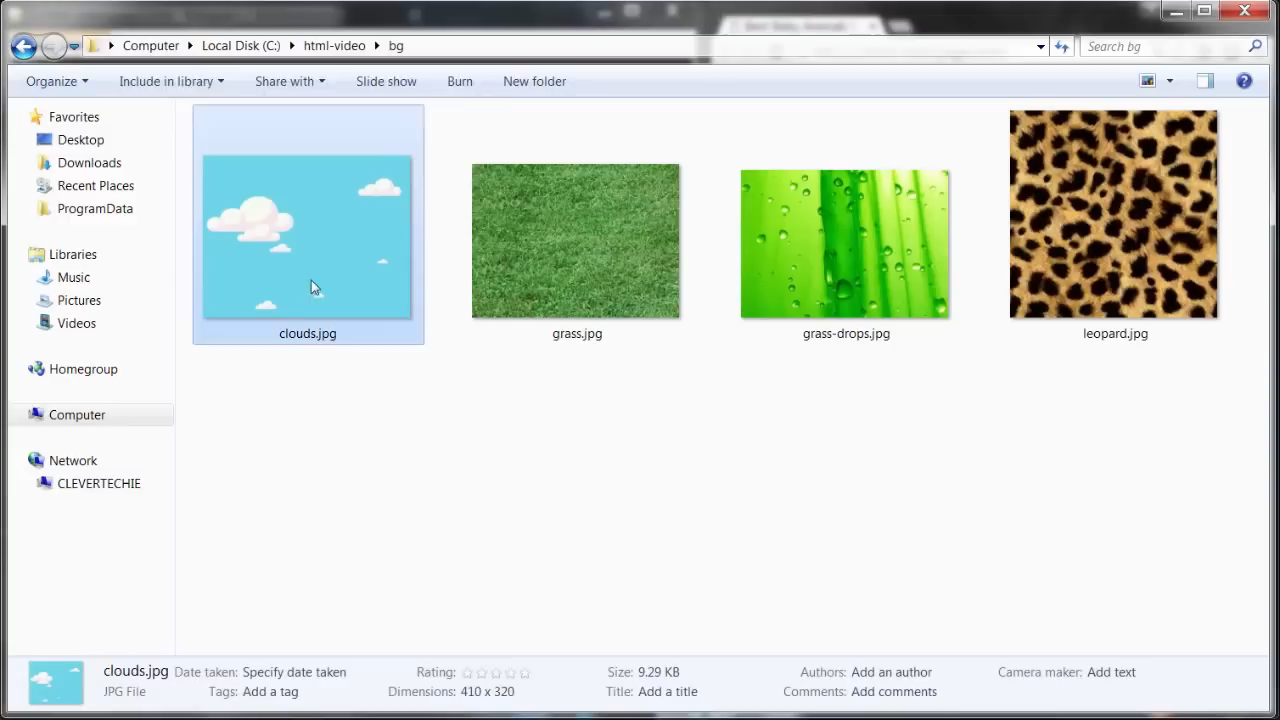 Computer Local Disk (C:) html-video bg
Search bg
Organize Include in library Share with Slide show Burn New folder
Favorites
Desktop
Downloads
Recent Places
ProgramData
Libraries
Music
Pictures
Videos
Homegroup
Computer
Network
CLEVERTECHIE
clouds.jpg
grass.jpg
grass-drops.jpg
leopard.jpg
clouds.jpg Date taken: Specify date taken Rating: Size: 9.29 KB Authors: Add an author Camera maker: Add text
JPG File Tags: Add a tag Dimensions: 410 x 320 Title: Add a title Comments: Add comments